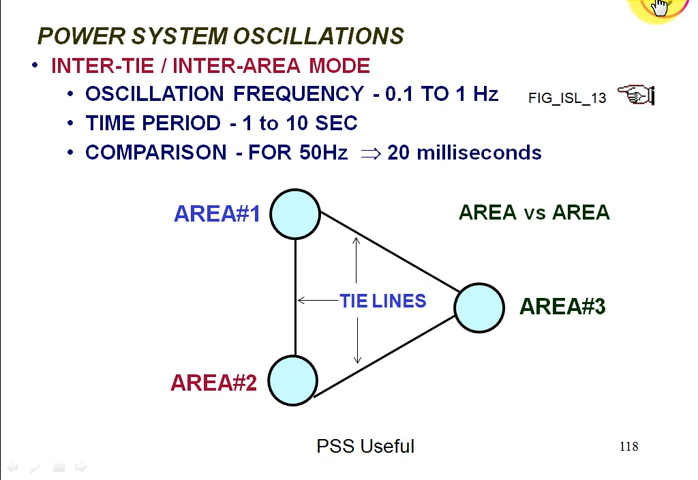 POWER SYSTEM OSCILLATIONS
• INTER-TIE / INTER-AREA MODE
• OSCILLATION FREQUENCY - 0.1 TO 1 Hz FIG_ISL_13
• TIME PERIOD - 1 to 10 SEC
• COMPARISON - FOR 50Hz ⇒ 20 milliseconds
AREA#1 AREA vs AREA
TIE LINES AREA#3
AREA#2
PSS Useful 118